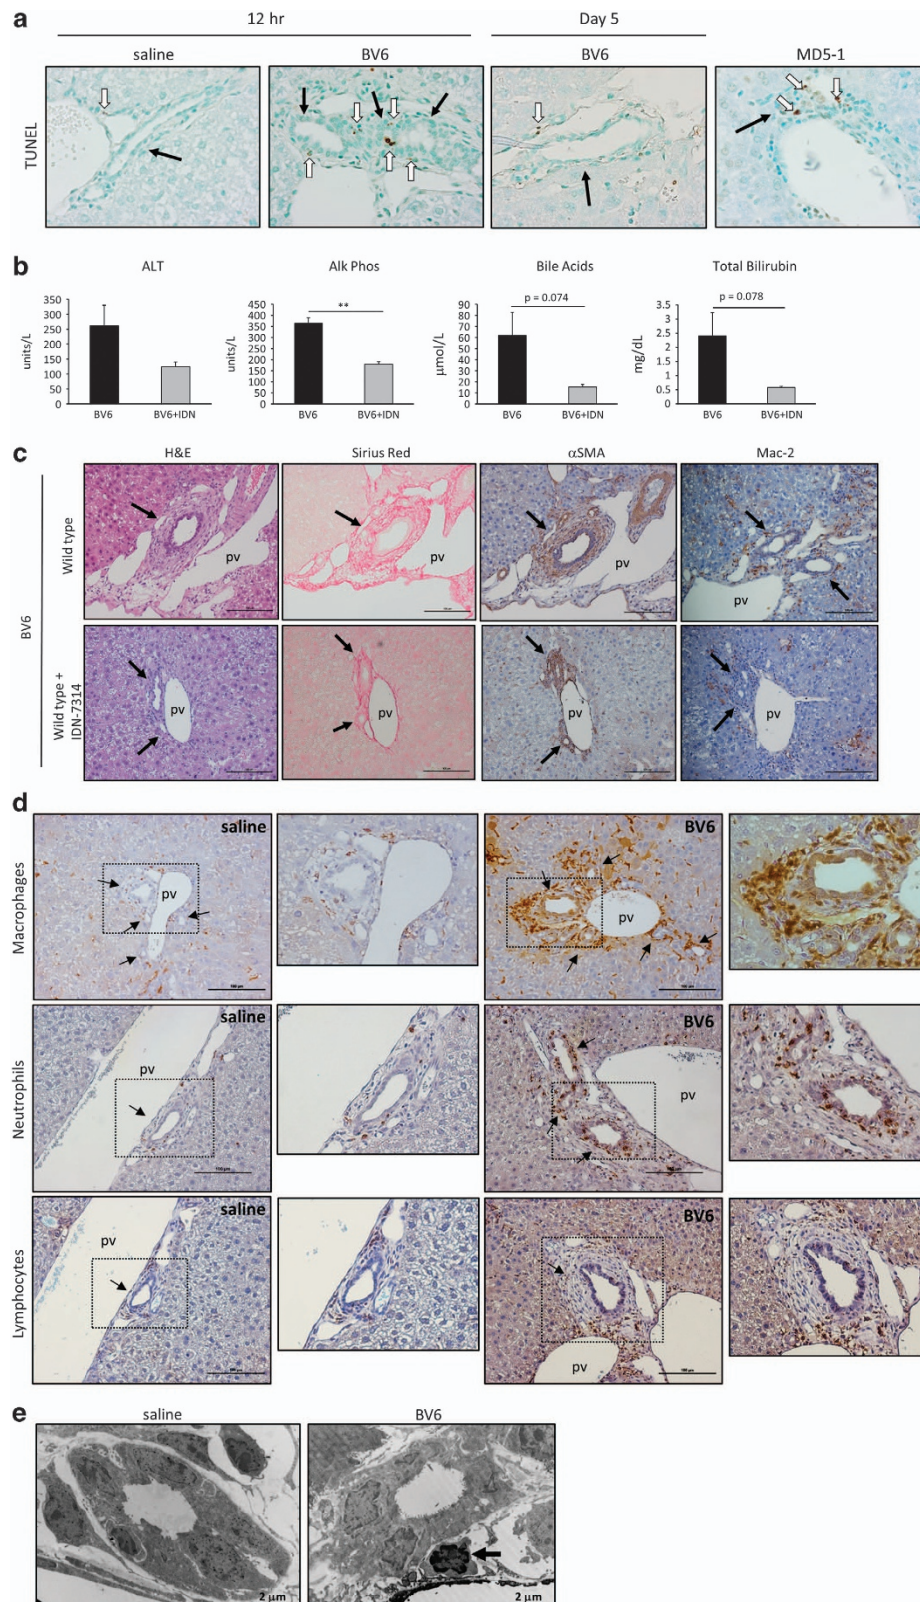 a
12 hr
Day 5
saline
BV6
BV6
MD5-1
TUNEL
b
ALT
Alk Phos
Bile Acids
Total Bilirubin
units/L
350
300
250
200
150
100
50
0
BV6
BV6+IDN
units/L
450
400
350
300
250
200
150
100
50
0
**
BV6
BV6+IDN
μmol/L
90
80
70
60
50
40
30
20
10
0
p = 0.074
BV6
BV6+IDN
mg/dL
3.5
3
2.5
2
1.5
1
0.5
0
p = 0.078
BV6
BV6+IDN
c
H&E
Sirius Red
αSMA
Mac-2
BV6
Wild type
pv
pv
pv
pv
Wild type +
IDN-7314
pv
pv
pv
pv
d
Macrophages
saline
pv
BV6
pv
Neutrophils
saline
pv
BV6
pv
Lymphocytes
saline
pv
BV6
pv
e
saline
BV6
2 μm
2 μm